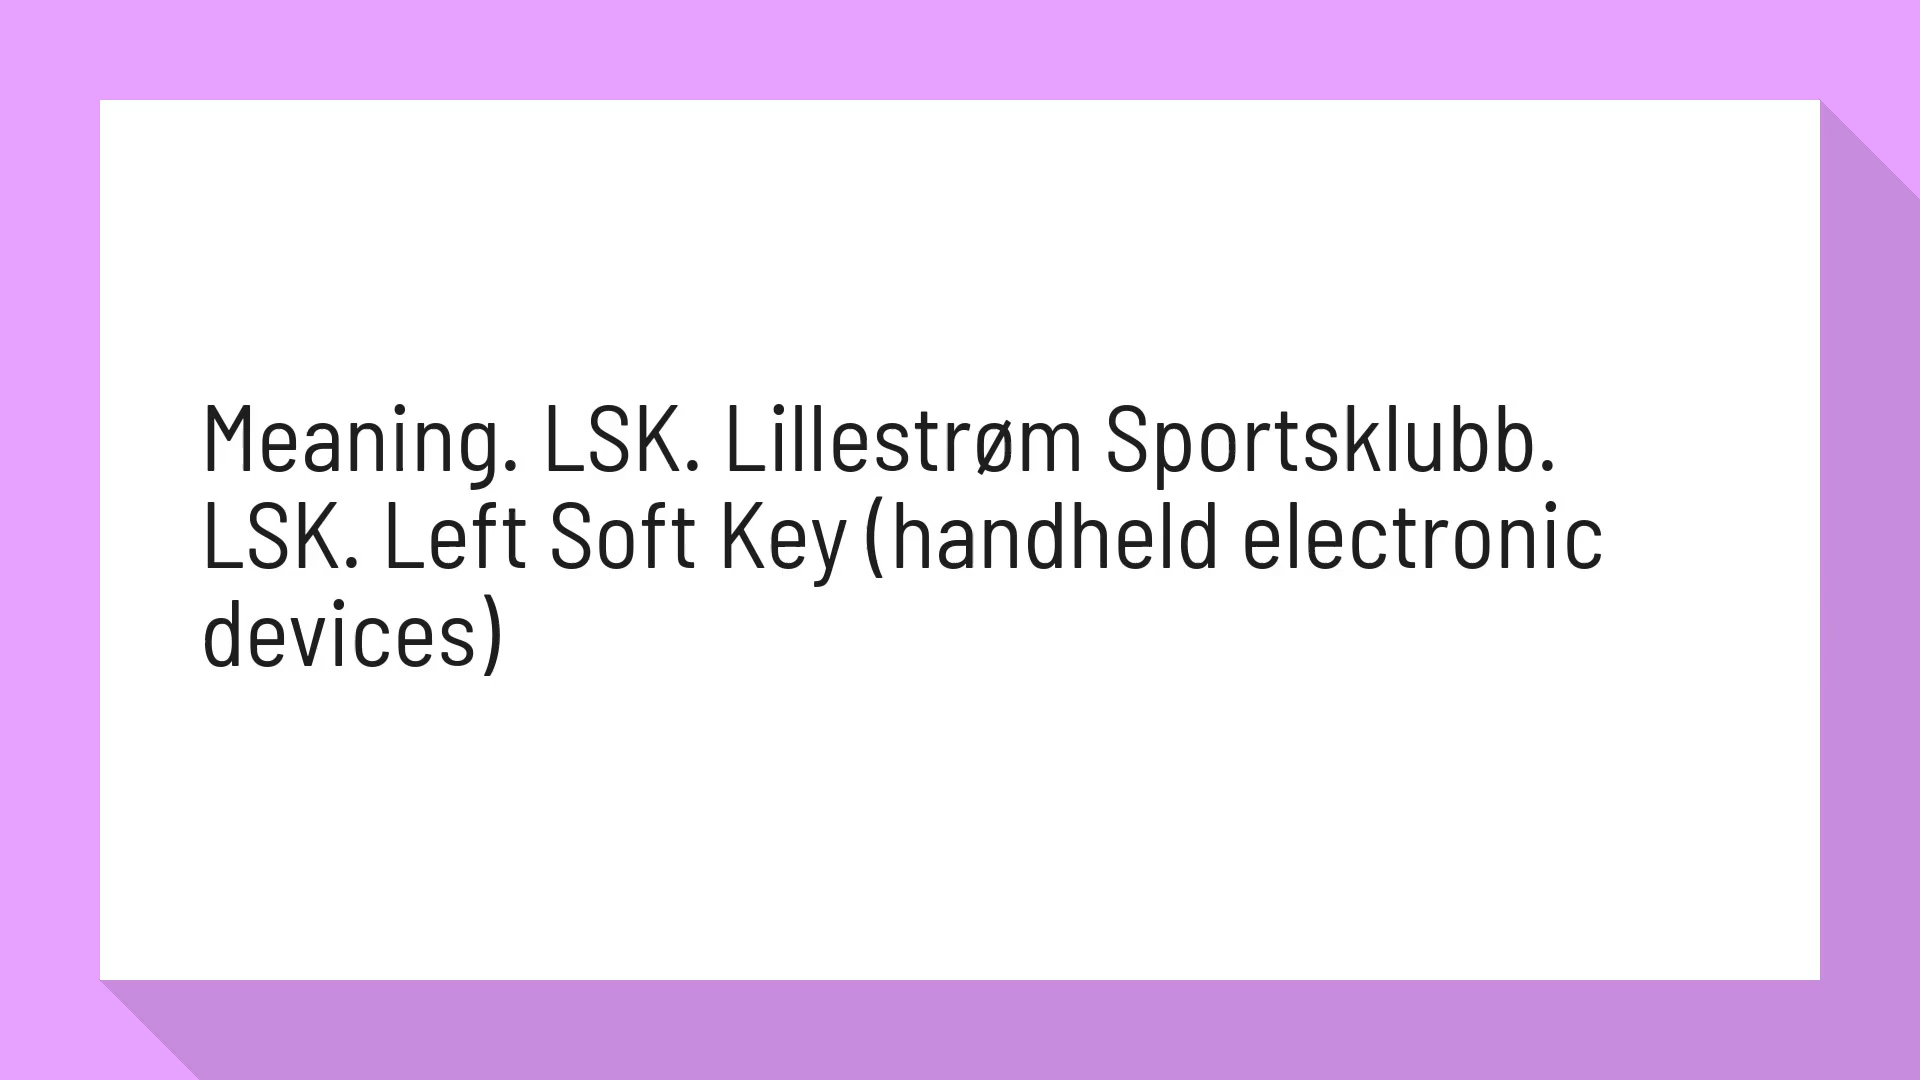 Meaning. LSK. Lillestrøm Sportsklubb.
LSK. Left Soft Key (handheld electronic
devices)